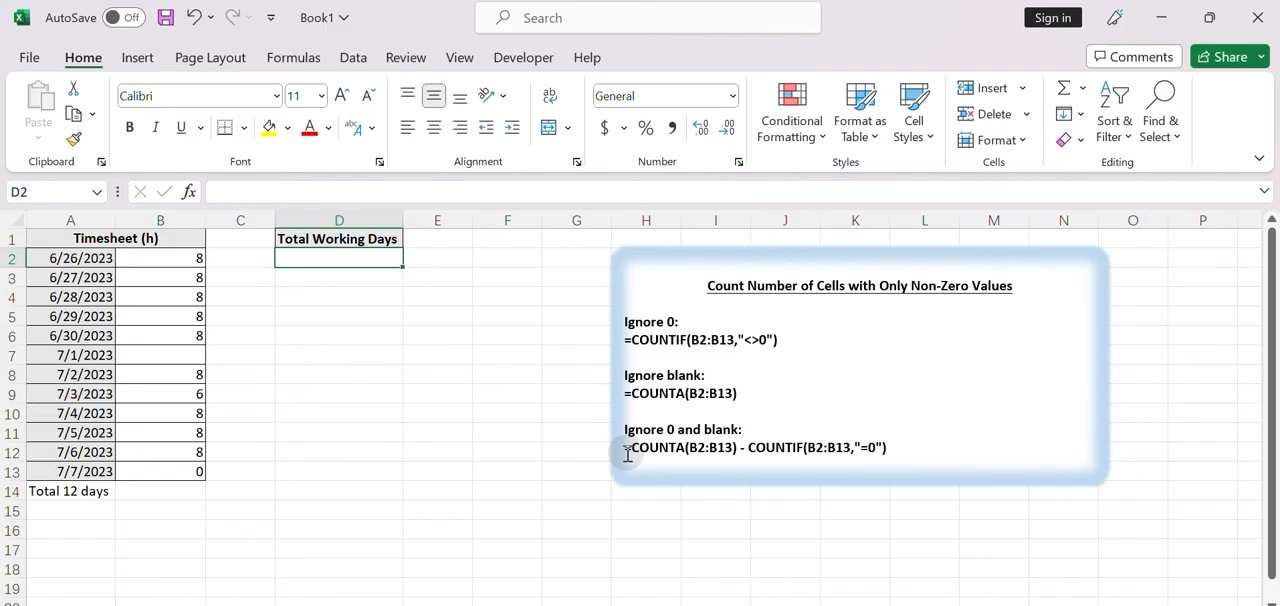 AutoSave Off Book1 Search Sign in
File Home Insert Page Layout Formulas Data Review View Developer Help Comments Share
Paste Calibri 11 General Conditional Formatting Format as Table Cell Styles Insert Delete Format Sort & Filter Find & Select
Clipboard Font Alignment Number Styles Cells Editing
D2 fx
A B C D E F G H I J K L M N O P
1 Timesheet (h) Total Working Days
2 6/26/2023 8
3 6/27/2023 8
4 6/28/2023 8
5 6/29/2023 8
6 6/30/2023 8
7 7/1/2023
8 7/2/2023 8
9 7/3/2023 6
10 7/4/2023 8
11 7/5/2023 8
12 7/6/2023 8
13 7/7/2023 0
14 Total 12 days
15
16
17
18
19
Count Number of Cells with Only Non-Zero Values
Ignore 0:
=COUNTIF(B2:B13,"<>0")
Ignore blank:
=COUNTA(B2:B13)
Ignore 0 and blank:
=COUNTA(B2:B13) - COUNTIF(B2:B13,"=0")